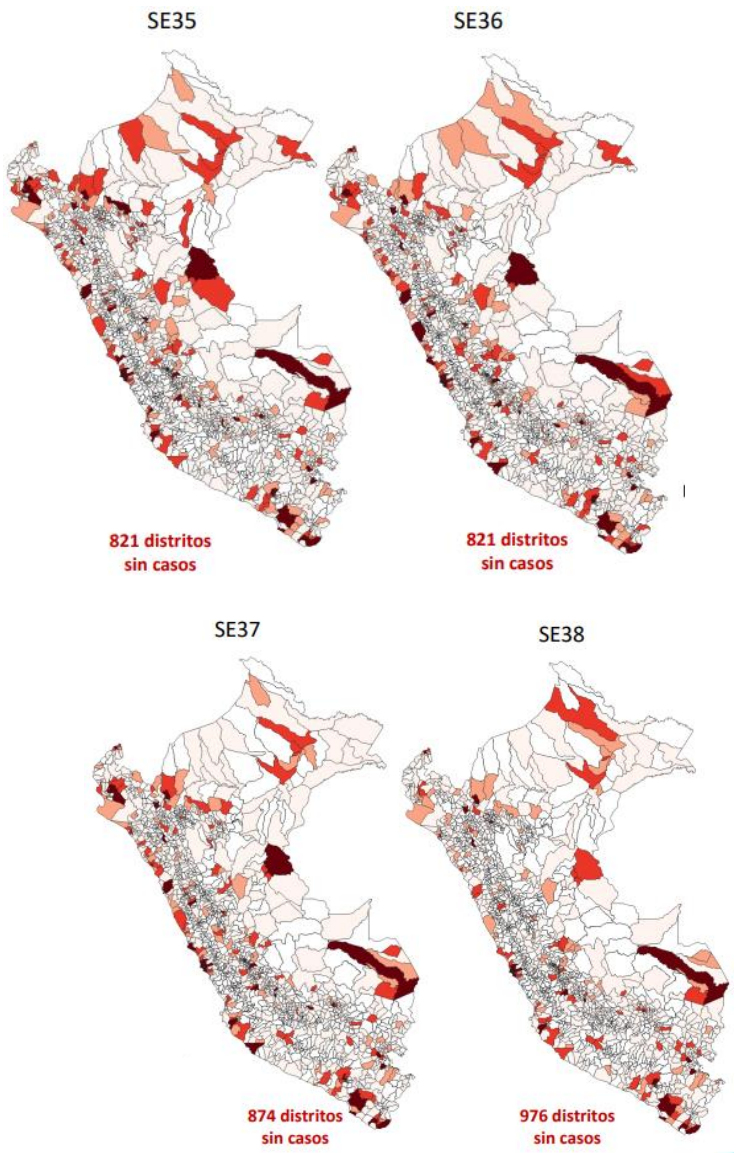 SE35
SE36
821 distritos
sin casos
821 distritos
sin casos
SE37
SE38
874 distritos
sin casos
976 distritos
sin casos